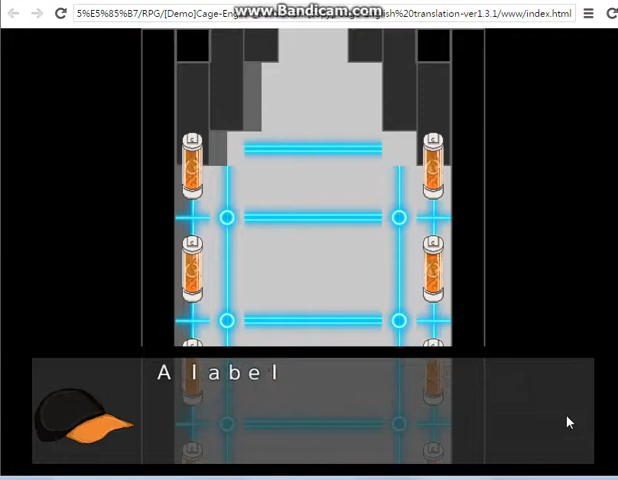 www.Bandicam.com
5%E5%85%B7/RPG/[Demo]Cage-Eng
glish%20translation-ver1.3.1/www/index.html
A label